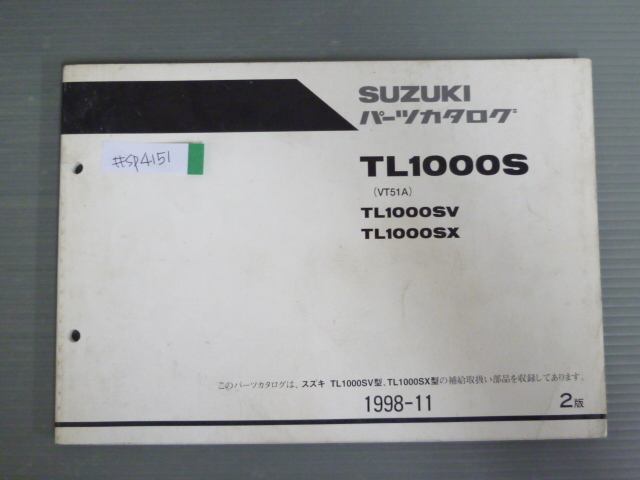 SUZUKI
パーツカタログ
#SP4151
TL1000S
(VT51A)
TL1000SV
TL1000SX
このパーツカタログは、スズキ TL1000SV型、TL1000SX型の補給取扱い部品を収録してあります。
1998-11
2版